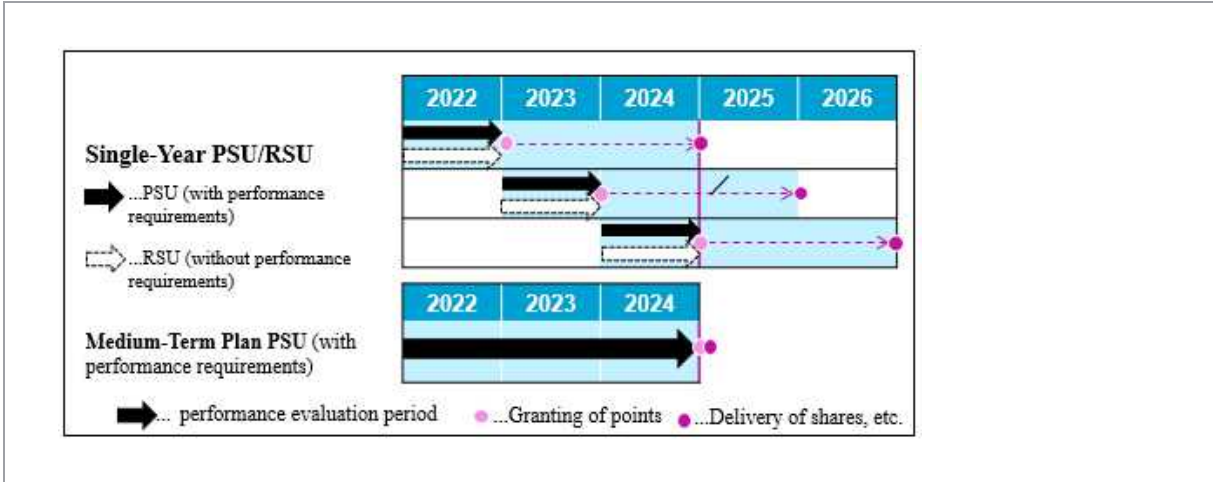 2022 2023 2024 2025 2026
Single-Year PSU/RSU
...PSU (with performance
requirements)
...RSU (without performance
requirements)
2022 2023 2024
Medium-Term Plan PSU (with
performance requirements)
... performance evaluation period ...Granting of points ...Delivery of shares, etc.